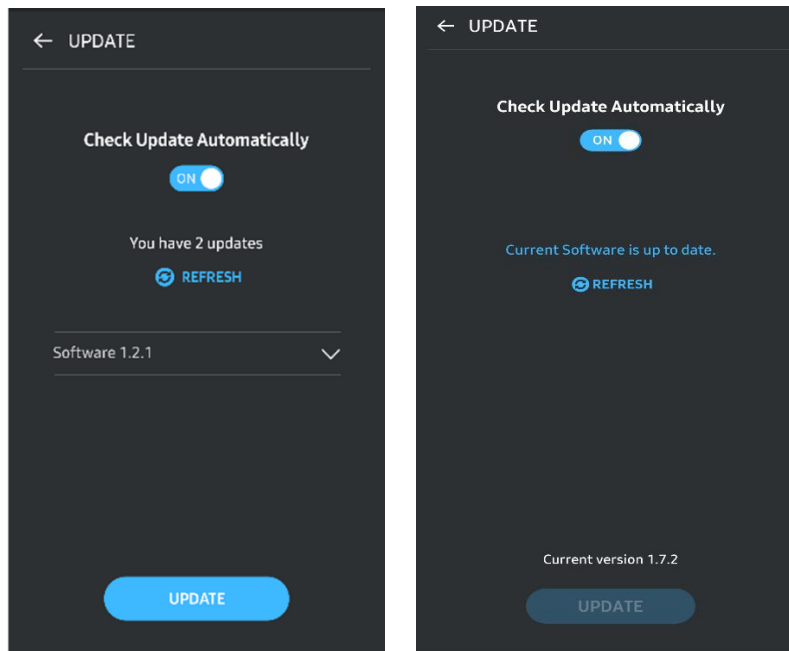 UPDATE
Check Update Automatically
ON
You have 2 updates
REFRESH
Software 1.2.1
UPDATE
UPDATE
Check Update Automatically
ON
Current Software is up to date.
REFRESH
Current version 1.7.2
UPDATE